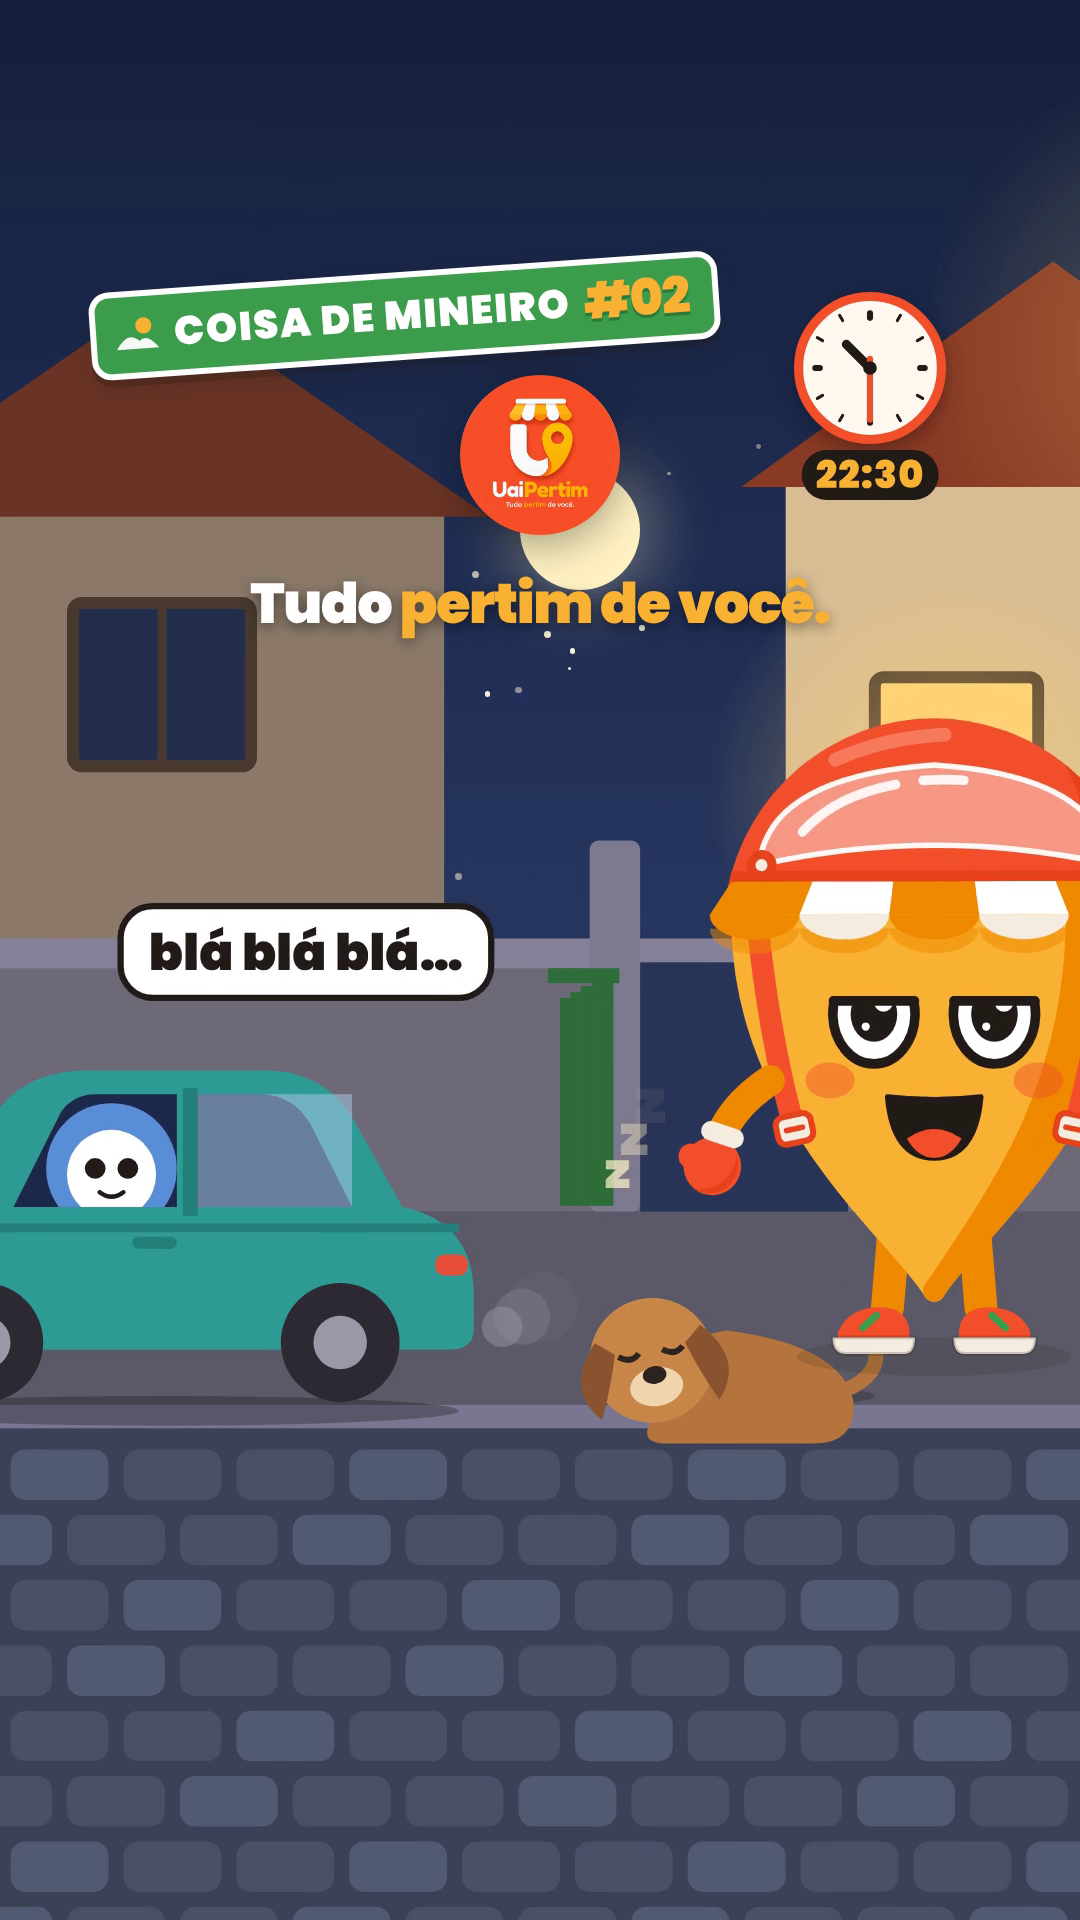 COISA DE MINEIRO #02
UaiPertim
Tudo pertim de você.
22:30
Tudo pertim de você.
blá blá blá...
z
z
z